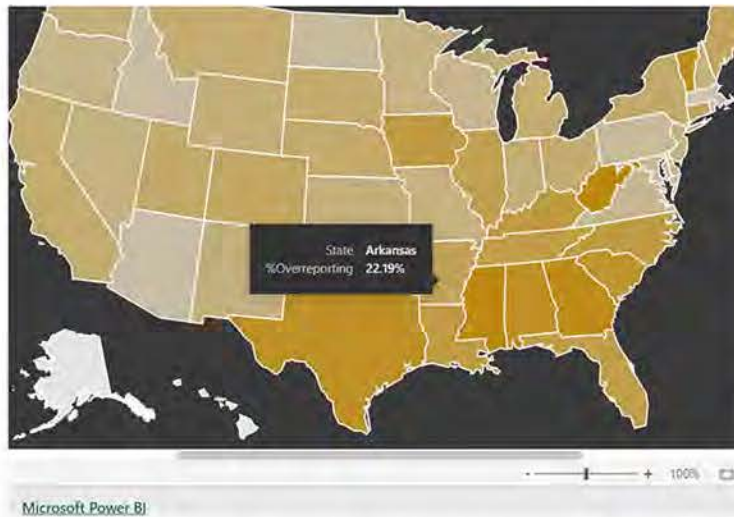 State Arkansas
%Overreporting 22.19%
- + 100%
Microsoft Power BI